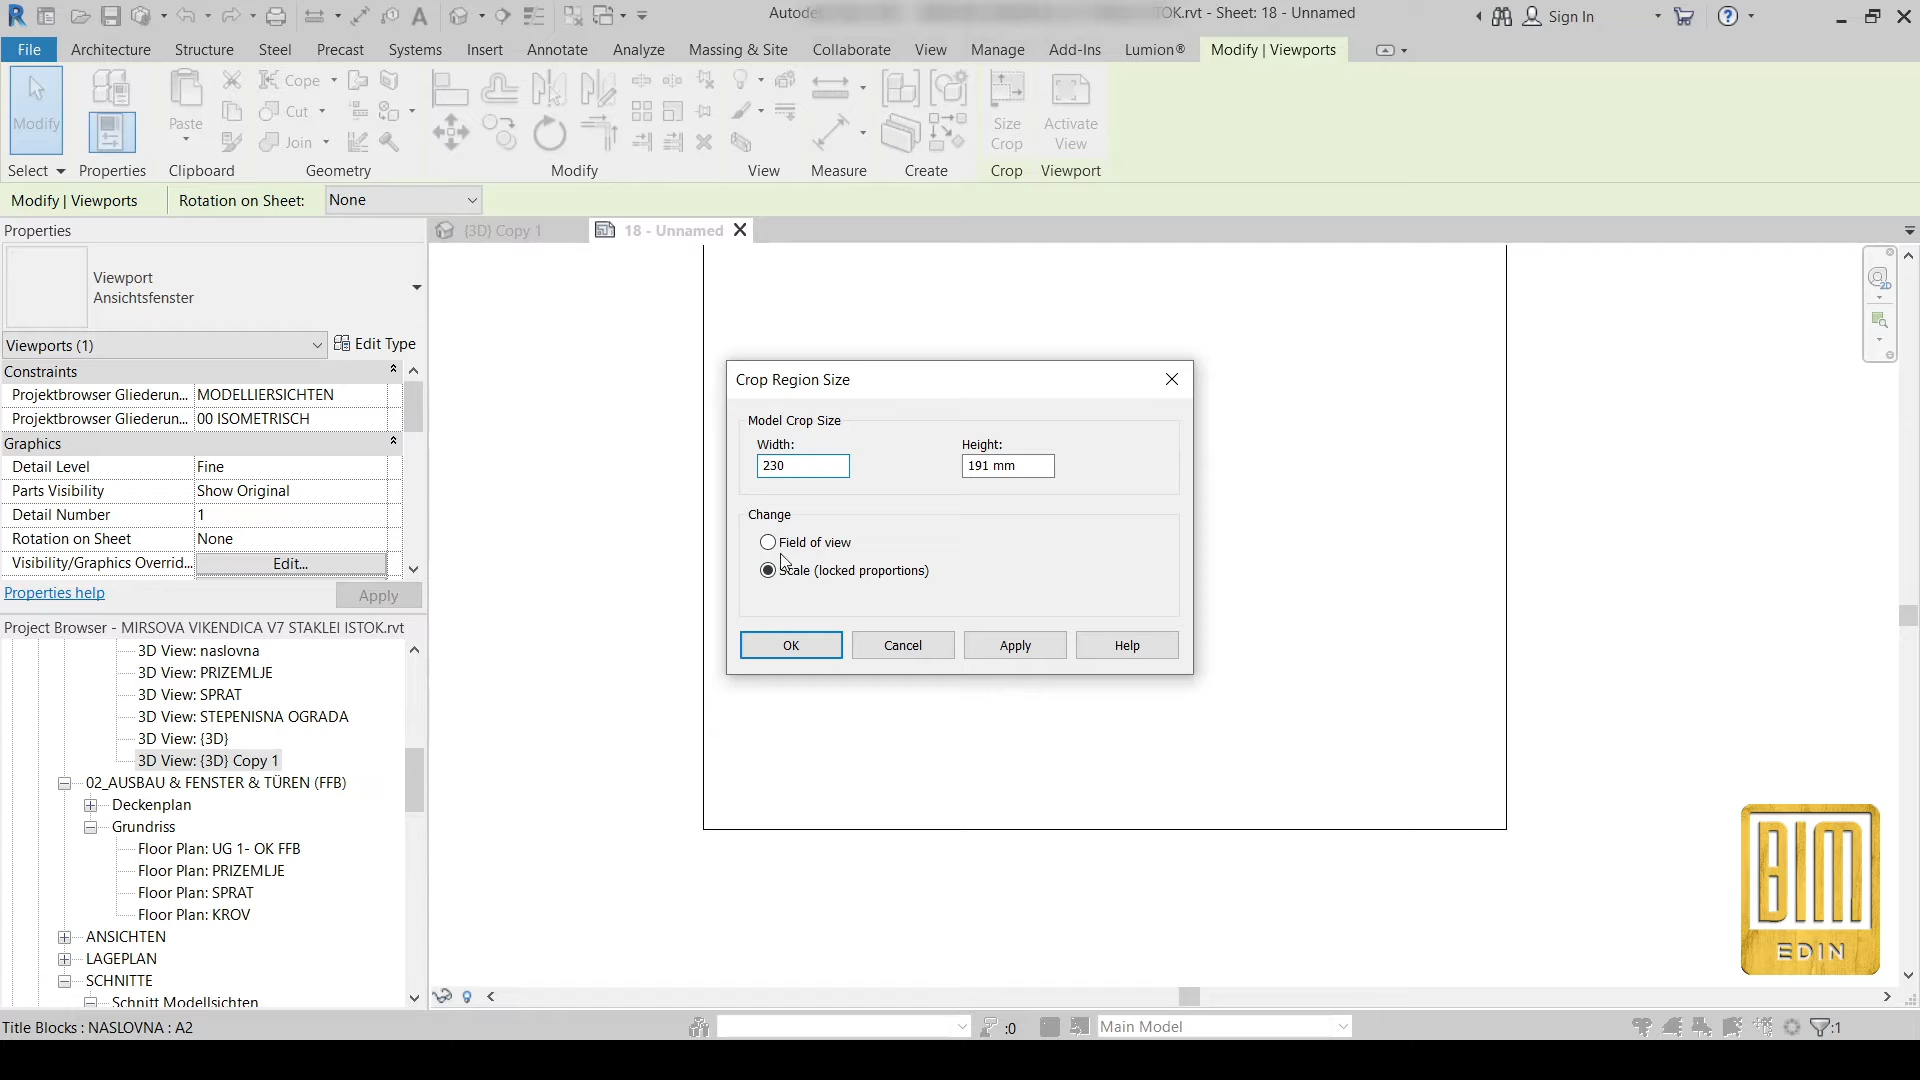 Autodes
TOK.rvt - Sheet: 18 - Unnamed
Sign In
File
Architecture
Structure
Steel
Precast
Systems
Insert
Annotate
Analyze
Massing & Site
Collaborate
View
Manage
Add-Ins
Lumion®
Modify | Viewports
Modify
Paste
Cope
Cut
Join
Size
Crop
Activate
View
Select
Properties
Clipboard
Geometry
Modify
View
Measure
Create
Crop
Viewport
Modify | Viewports
Rotation on Sheet:
None
Properties
{3D} Copy 1
18 - Unnamed
2D
Viewport
Ansichtsfenster
Viewports (1)
Edit Type
Constraints
Projektbrowser Gliederun... MODELLIERSICHTEN
Projektbrowser Gliederun... 00 ISOMETRISCH
Graphics
Detail Level Fine
Parts Visibility Show Original
Detail Number 1
Rotation on Sheet None
Visibility/Graphics Overrid... Edit...
Properties help
Apply
Project Browser - MIRSOVA VIKENDICA V7 STAKLEI ISTOK.rvt
3D View: naslovna
3D View: PRIZEMLJE
3D View: SPRAT
3D View: STEPENISNA OGRADA
3D View: {3D}
3D View: {3D} Copy 1
02_AUSBAU & FENSTER & TÜREN (FFB)
Deckenplan
Grundriss
Floor Plan: UG 1- OK FFB
Floor Plan: PRIZEMLJE
Floor Plan: SPRAT
Floor Plan: KROV
ANSICHTEN
LAGEPLAN
SCHNITTE
Schnitt Modellsichten
Crop Region Size
Model Crop Size
Width:
Height:
230
191 mm
Change
Field of view
Scale (locked proportions)
OK
Cancel
Apply
Help
BIM
EDIN
Title Blocks : NASLOVNA : A2
:0
Main Model
:1